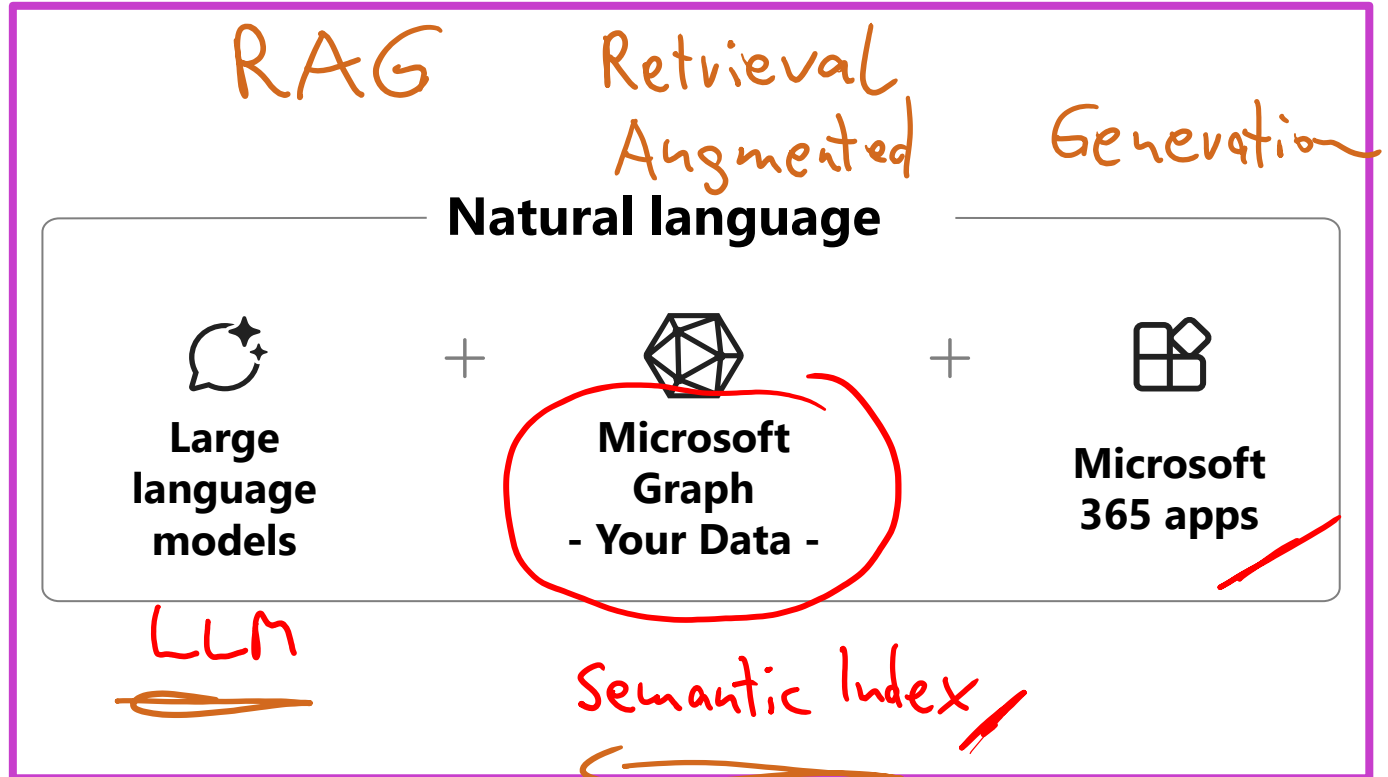 RAG
Retrieval
Augmented
Generation
Natural language
Large
language
models
Microsoft
Graph
- Your Data -
Microsoft
365 apps
LLM
Semantic Index